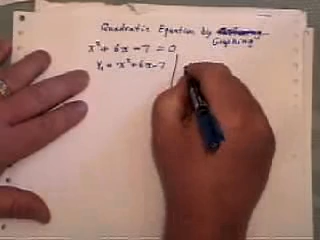 Quadratic Equation by
Graphing
x² + 6x - 7 = 0
y₁ = x² + 6x - 7